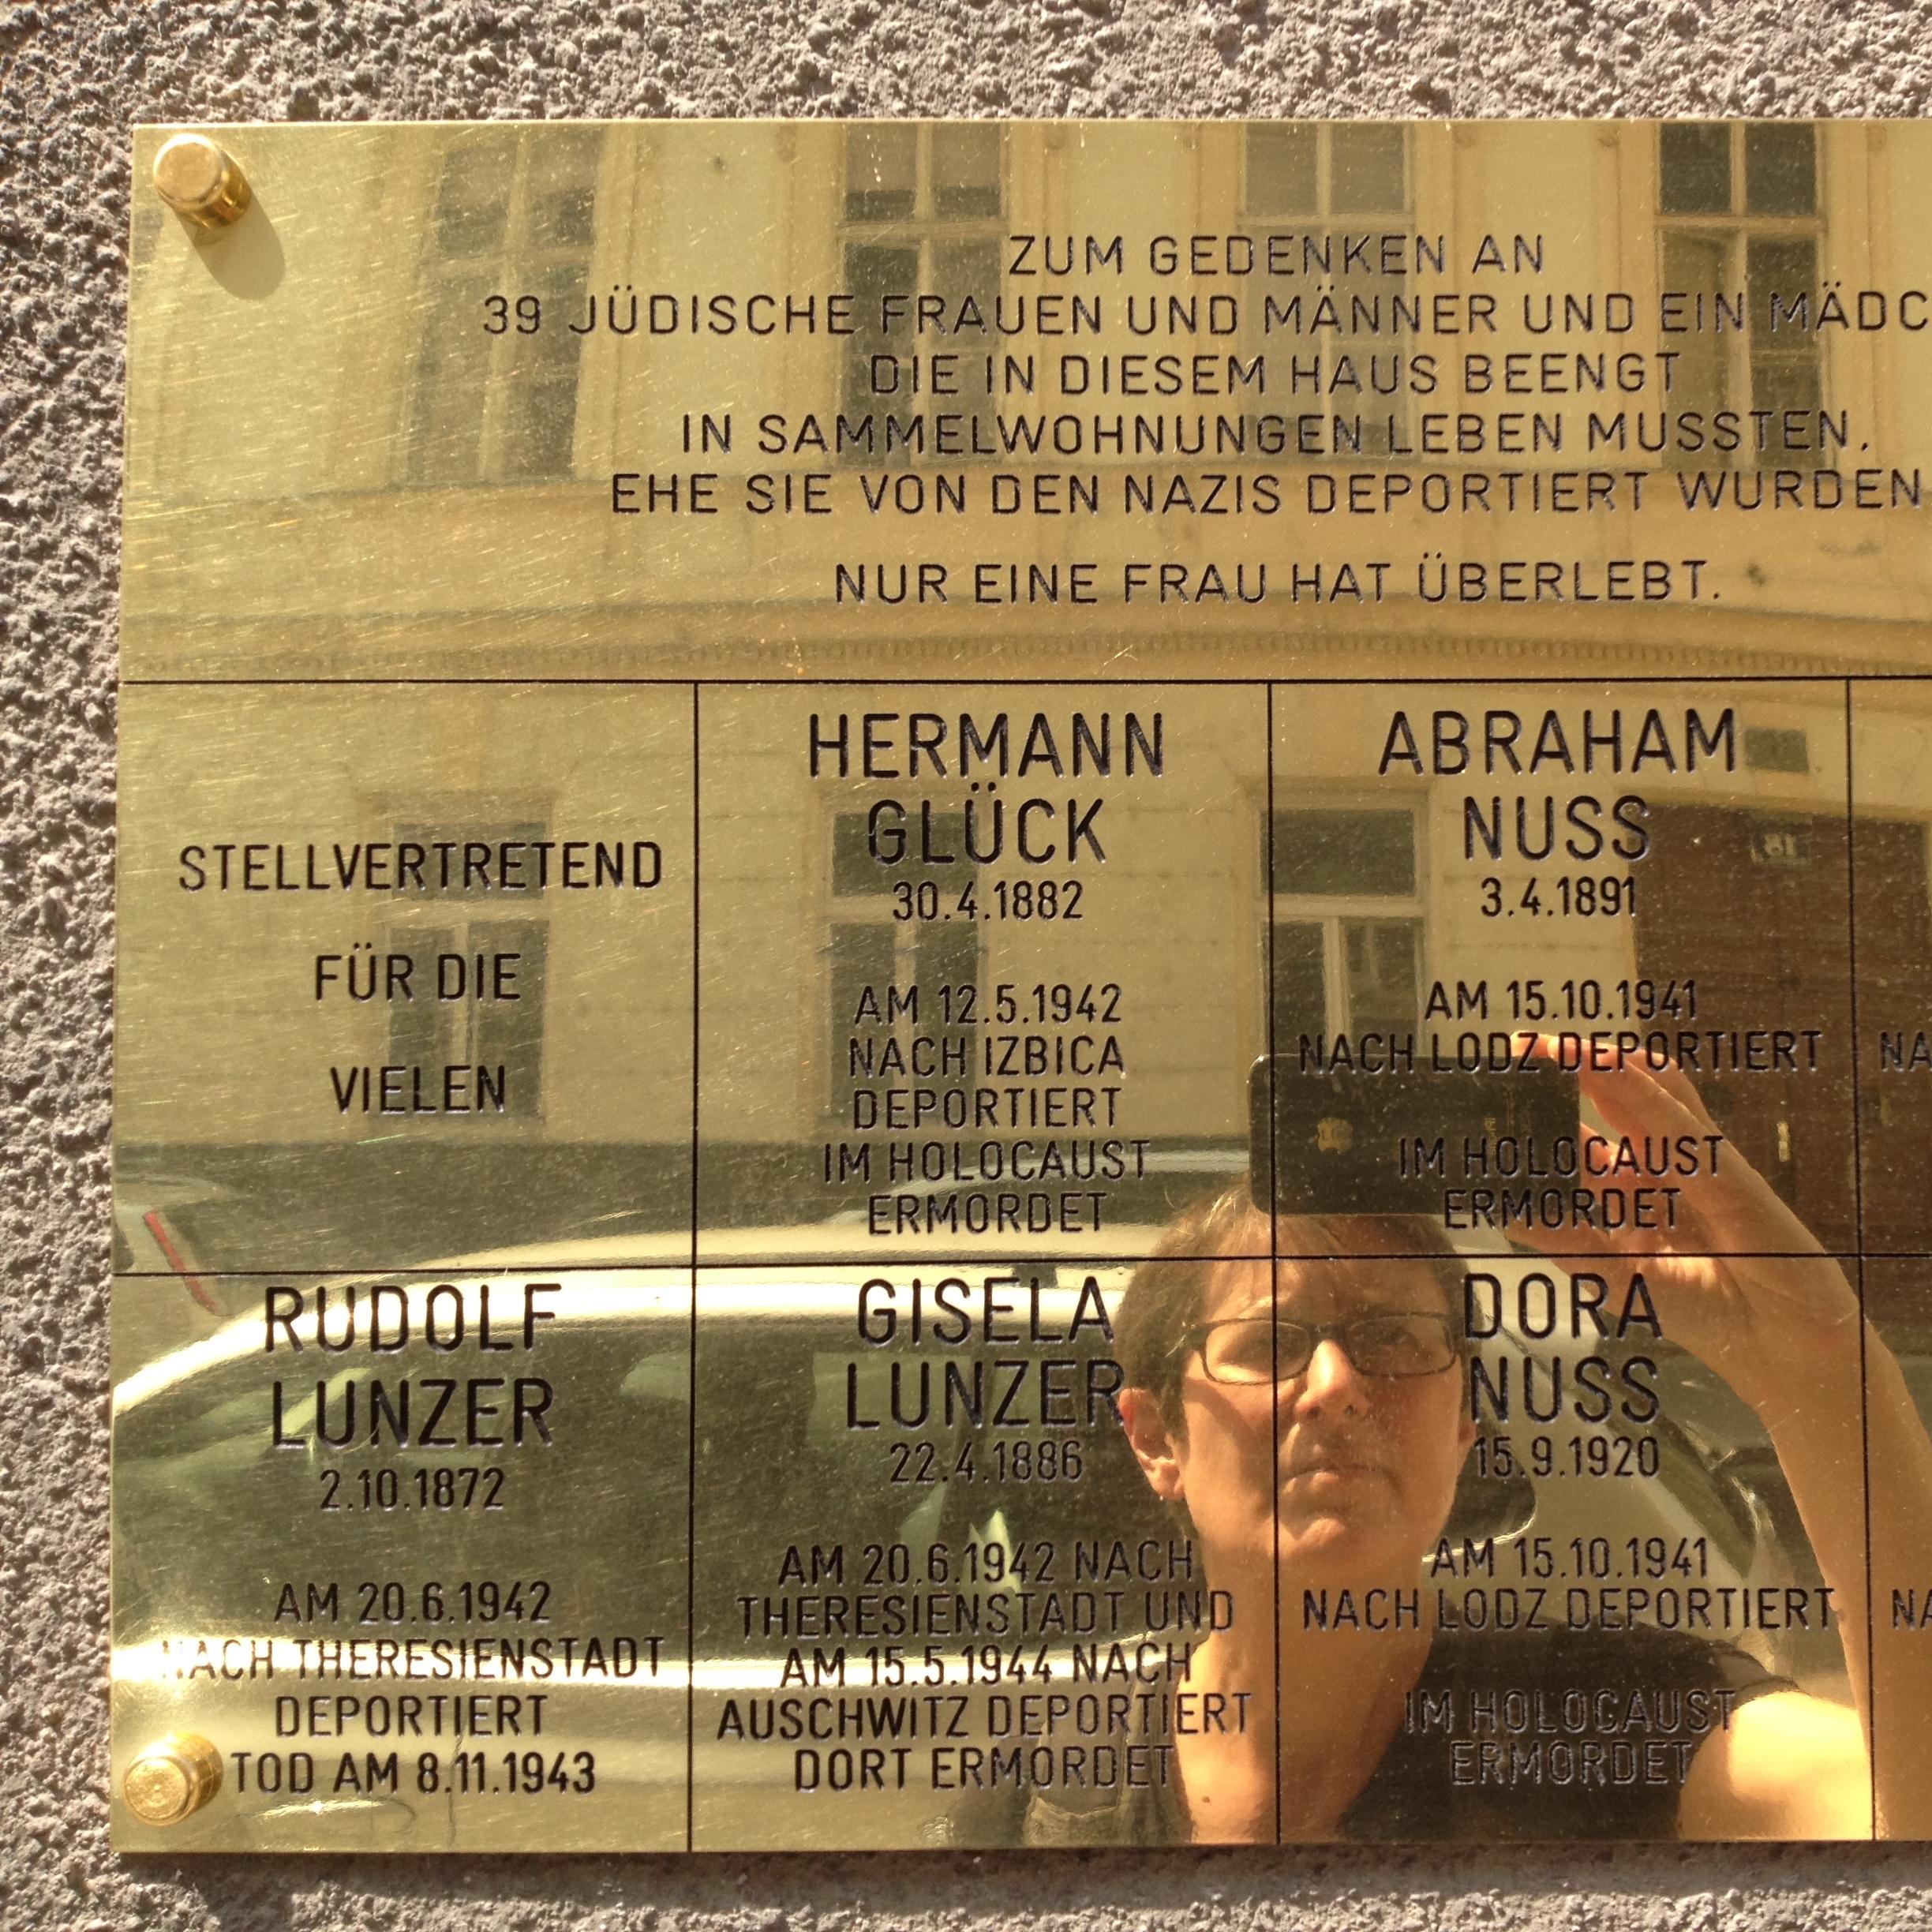 ZUM GEDENKEN AN
39 JÜDISCHE FRAUEN UND MÄNNER UND EIN MÄDC
DIE IN DIESEM HAUS BEENGT
IN SAMMELWOHNUNGEN LEBEN MUSSTEN,
EHE SIE VON DEN NAZIS DEPORTIERT WURDEN
NUR EINE FRAU HAT ÜBERLEBT.
STELLVERTRETEND
FÜR DIE
VIELEN
HERMANN
GLÜCK
30.4.1882
AM 12.5.1942
NACH IZBICA
DEPORTIERT
IM HOLOCAUST
ERMORDET
ABRAHAM
NUSS
3.4.1891
AM 15.10.1941
NACH LODZ DEPORTIERT
IM HOLOCAUST
ERMORDET
NA
RUDOLF
LUNZER
2.10.1872
AM 20.6.1942
NACH THERESIENSTADT
DEPORTIERT
TOD AM 8.11.1943
GISELA
LUNZER
22.4.1886
AM 20.6.1942 NACH
THERESIENSTADT UND
AM 15.5.1944 NACH
AUSCHWITZ DEPORTIERT
DORT ERMORDET
DORA
NUSS
15.9.1920
AM 15.10.1941
NACH LODZ DEPORTIERT
IM HOLOCAUST
ERMORDET
NA